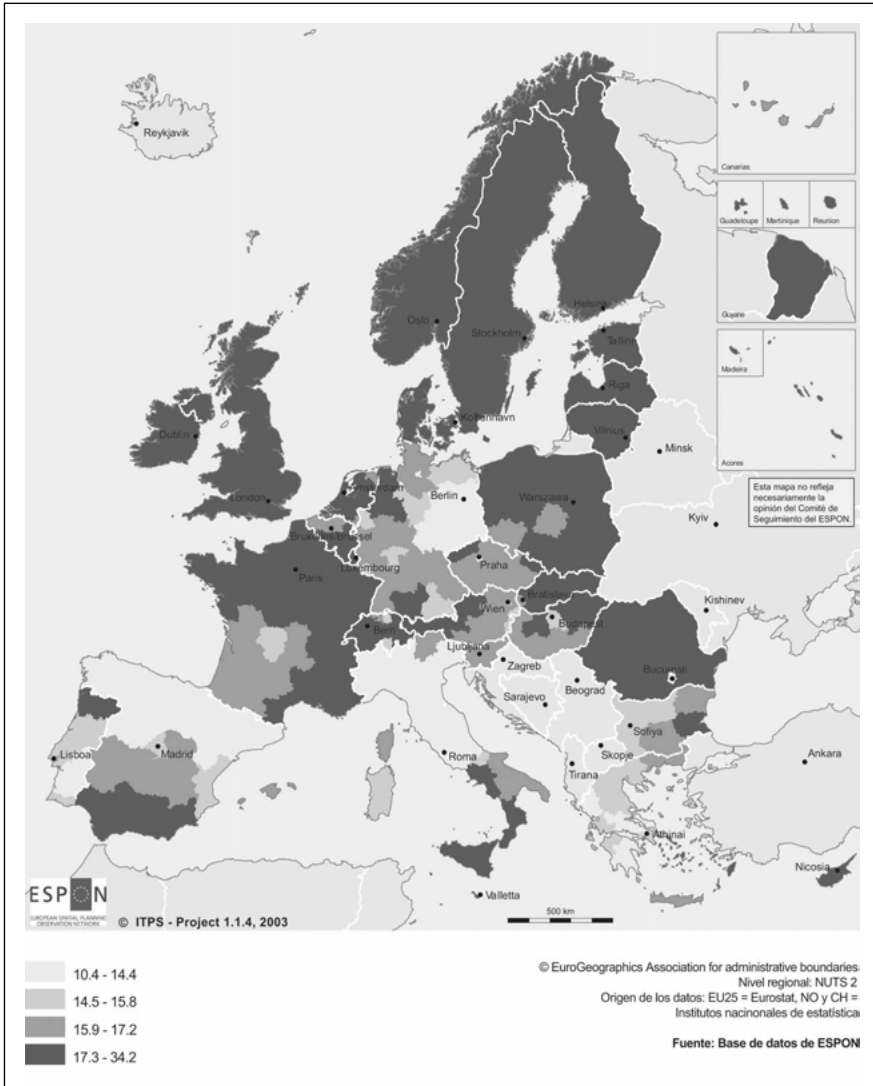 Reykjavik
Canarias
Guadeloupe
Martinique
Reunion
Guyane
Madeira
Acores
Esta mapa no refleja
necesariamente la
opinión del Comité de
Seguimiento del ESPON.
Oslo
Helsinki
Stockholm
Tallinn
Riga
København
Vilnius
Minsk
Dublin
London
Amsterdam
Berlin
Warszawa
Kyiv
Bruxelles/Brussel
Luxembourg
Praha
Paris
Wien
Bratislava
Kishinev
Bern
Budapest
Ljubljana
Zagreb
Bucuresti
Beograd
Sarajevo
Sofiya
Skopje
Lisboa
Madrid
Roma
Tirana
Ankara
Athinai
Nicosia
Valletta
ESPON
EUROPEAN SPATIAL PLANNING
OBSERVATION NETWORK
© ITPS - Project 1.1.4, 2003
500 km
10.4 - 14.4
14.5 - 15.8
15.9 - 17.2
17.3 - 34.2
© EuroGeographics Association for administrative boundaries
Nivel regional: NUTS 2
Origen de los datos: EU25 = Eurostat, NO y CH =
Institutos nacinonales de estatística
Fuente: Base de datos de ESPON